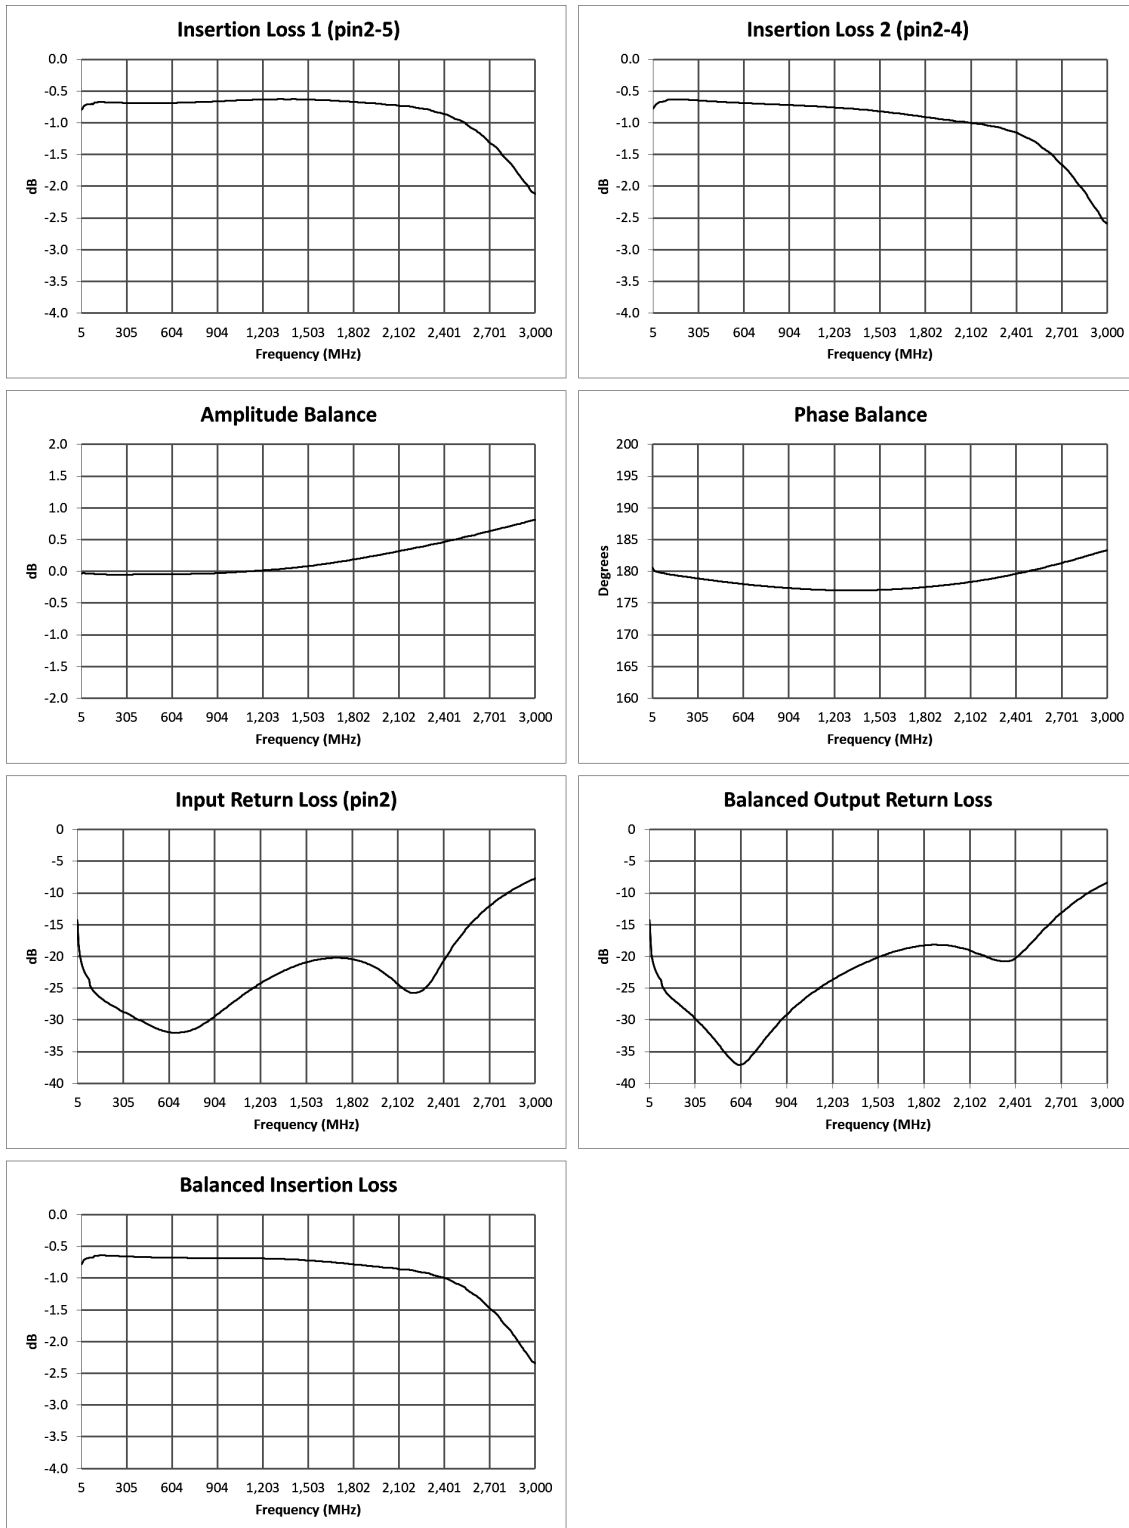 Insertion Loss 1 (pin2-5)
0.0
-0.5
-1.0
-1.5
-2.0
-2.5
-3.0
-3.5
-4.0
dB
5 305 604 904 1,203 1,503 1,802 2,102 2,401 2,701 3,000
Frequency (MHz)
Insertion Loss 2 (pin2-4)
0.0
-0.5
-1.0
-1.5
-2.0
-2.5
-3.0
-3.5
-4.0
dB
5 305 604 904 1,203 1,503 1,802 2,102 2,401 2,701 3,000
Frequency (MHz)
Amplitude Balance
2.0
1.5
1.0
0.5
0.0
-0.5
-1.0
-1.5
-2.0
dB
5 305 604 904 1,203 1,503 1,802 2,102 2,401 2,701 3,000
Frequency (MHz)
Phase Balance
200
195
190
185
180
175
170
165
160
Degrees
5 305 604 904 1,203 1,503 1,802 2,102 2,401 2,701 3,000
Frequency (MHz)
Input Return Loss (pin2)
0
-5
-10
-15
-20
-25
-30
-35
-40
dB
5 305 604 904 1,203 1,503 1,802 2,102 2,401 2,701 3,000
Frequency (MHz)
Balanced Output Return Loss
0
-5
-10
-15
-20
-25
-30
-35
-40
dB
5 305 604 904 1,203 1,503 1,802 2,102 2,401 2,701 3,000
Frequency (MHz)
Balanced Insertion Loss
0.0
-0.5
-1.0
-1.5
-2.0
-2.5
-3.0
-3.5
-4.0
dB
5 305 604 904 1,203 1,503 1,802 2,102 2,401 2,701 3,000
Frequency (MHz)